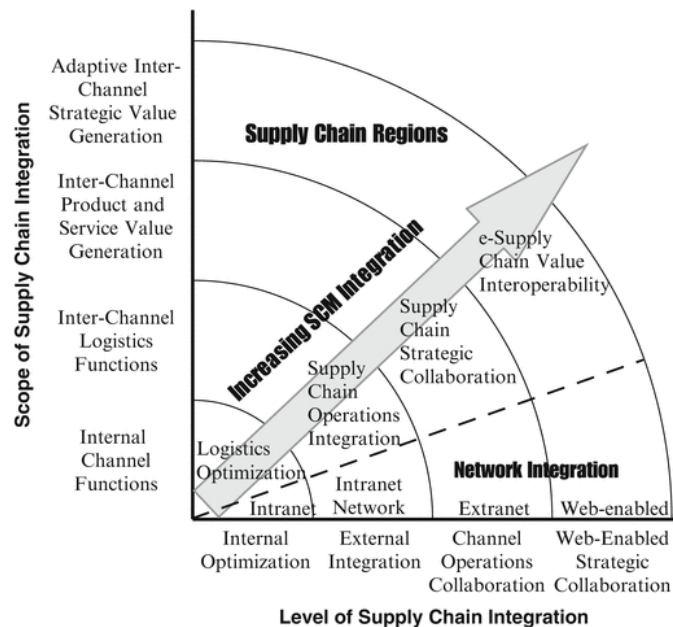 Adaptive Inter-
Channel
Strategic Value
Generation
Inter-Channel
Product and
Service Value
Generation
Inter-Channel
Logistics
Functions
Internal
Channel
Functions
Scope of Supply Chain Integration
Supply Chain Regions
Increasing SCM Integration
e-Supply
Chain Value
Interoperability
Supply
Chain
Strategic
Collaboration
Supply
Chain
Operations
Integration
Logistics
Optimization
Network Integration
Intranet
Intranet
Network
Extranet
Web-enabled
Internal
Optimization
External
Integration
Channel
Operations
Collaboration
Web-Enabled
Strategic
Collaboration
Level of Supply Chain Integration